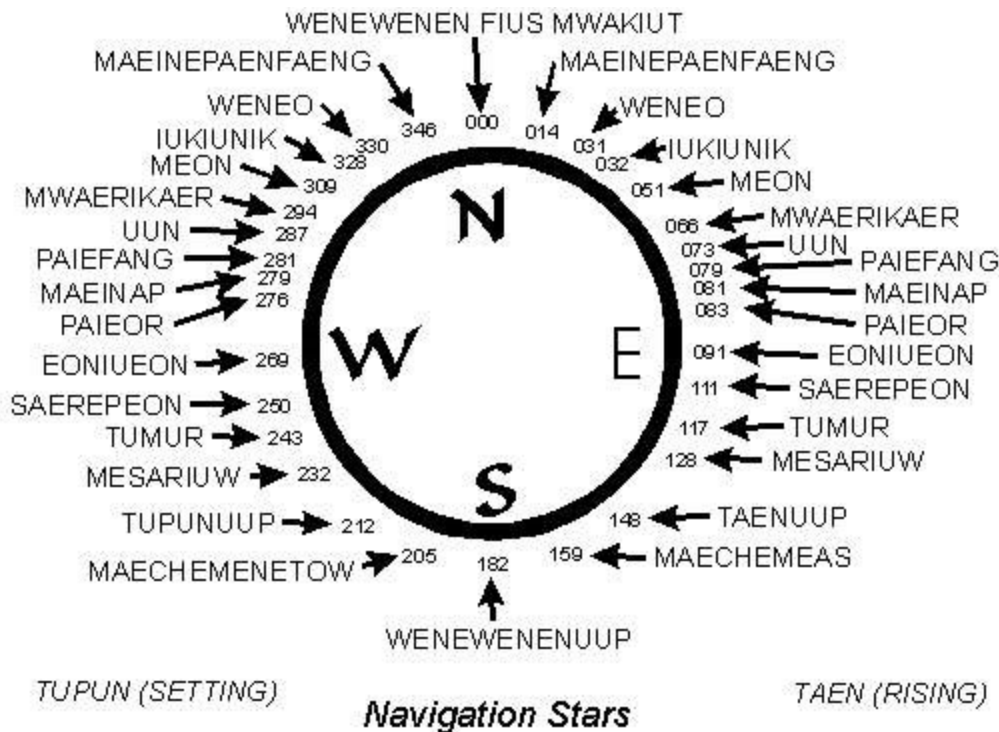 WENEWENEN FIUS MWAKIUT
MAEINEPAENFAENG
MAEINEPAENFAENG
WENEO
346
000
014
WENEO
IUKIUNIK
330
031
IUKIUNIK
MEON
328
032
MEON
MWAERIKAER
309
051
MWAERIKAER
UUN
294
066
UUN
287
073
PAIEFANG
281
079
PAIEFANG
MAEINAP
279
081
MAEINAP
PAIEOR
276
083
PAIEOR
N
W
E
S
EONIUEON
269
091
EONIUEON
SAEREPEON
250
111
SAEREPEON
TUMUR
243
117
TUMUR
MESARIUW
232
128
MESARIUW
TUPUNUUP
212
148
TAENUUP
MAECHEMENETOW
205
182
159
MAECHEMEAS
WENEWENENUUP
TUPUN (SETTING)
Navigation Stars
TAEN (RISING)